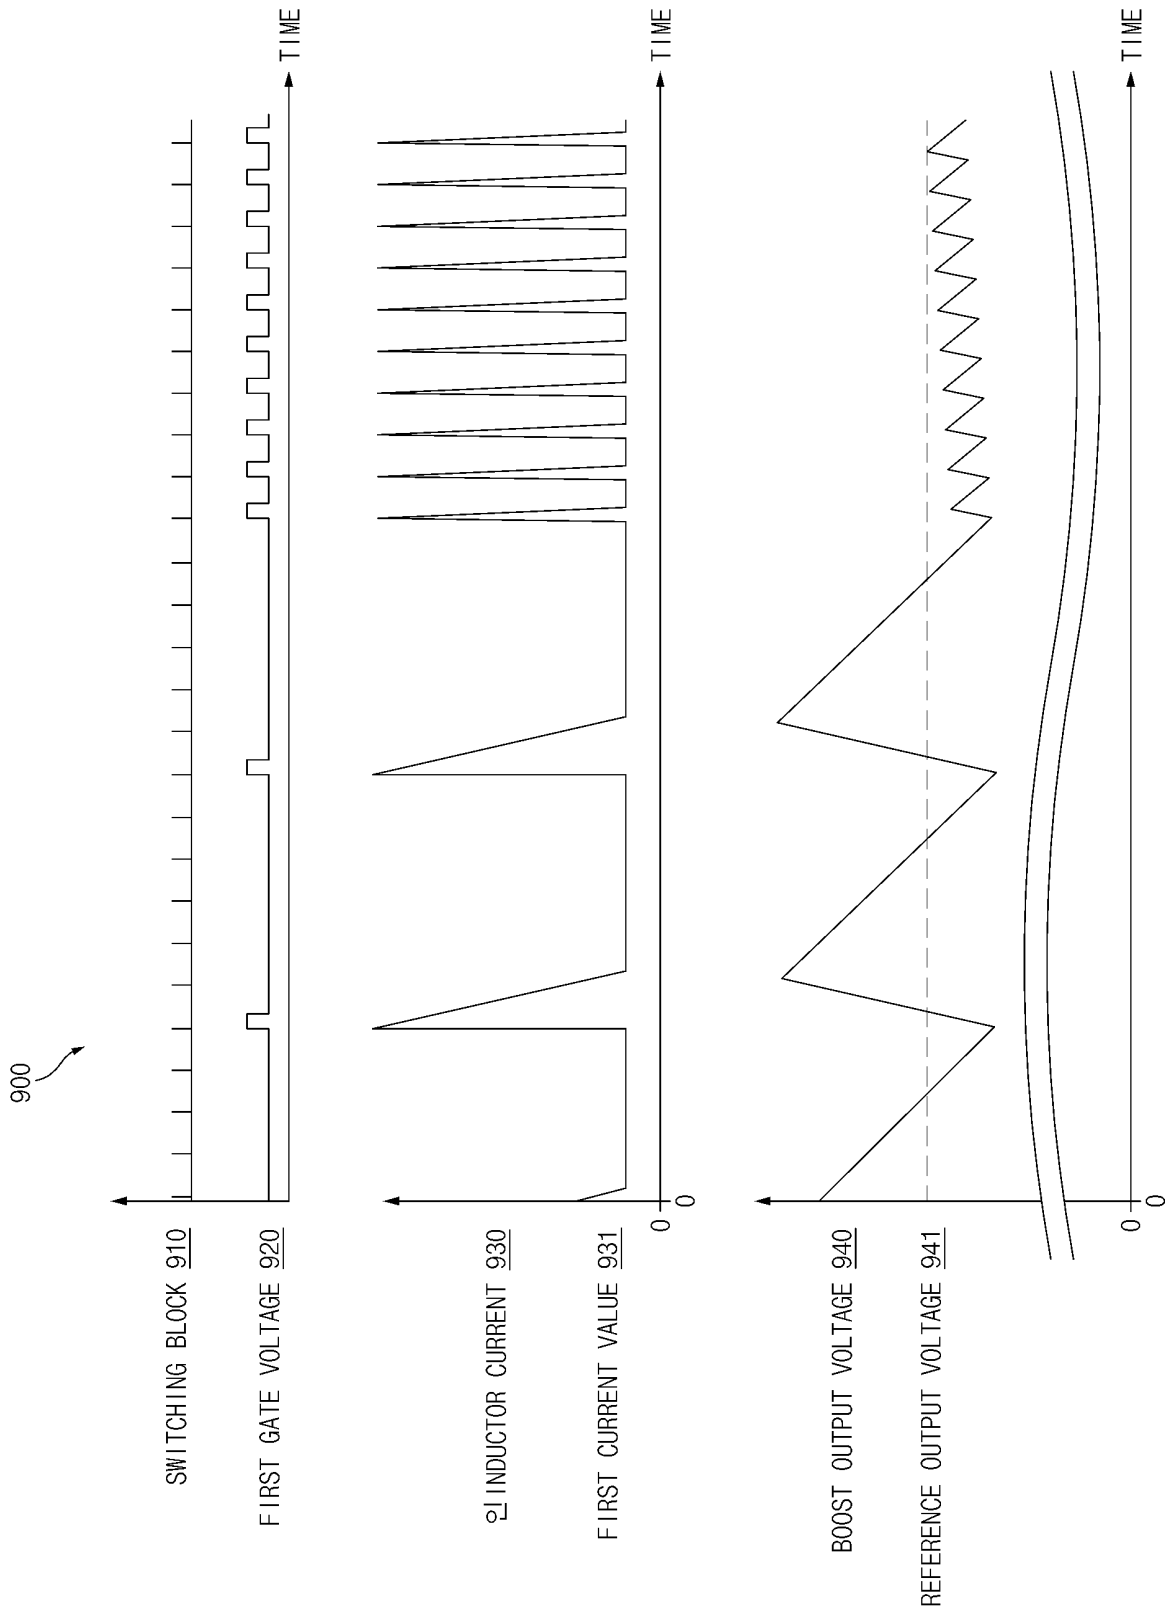 900
SWITCHING BLOCK 910
FIRST GATE VOLTAGE 920
TIME
인INDUCTOR CURRENT 930
FIRST CURRENT VALUE 931
0
0
TIME
BOOST OUTPUT VOLTAGE 940
REFERENCE OUTPUT VOLTAGE 941
0
0
TIME